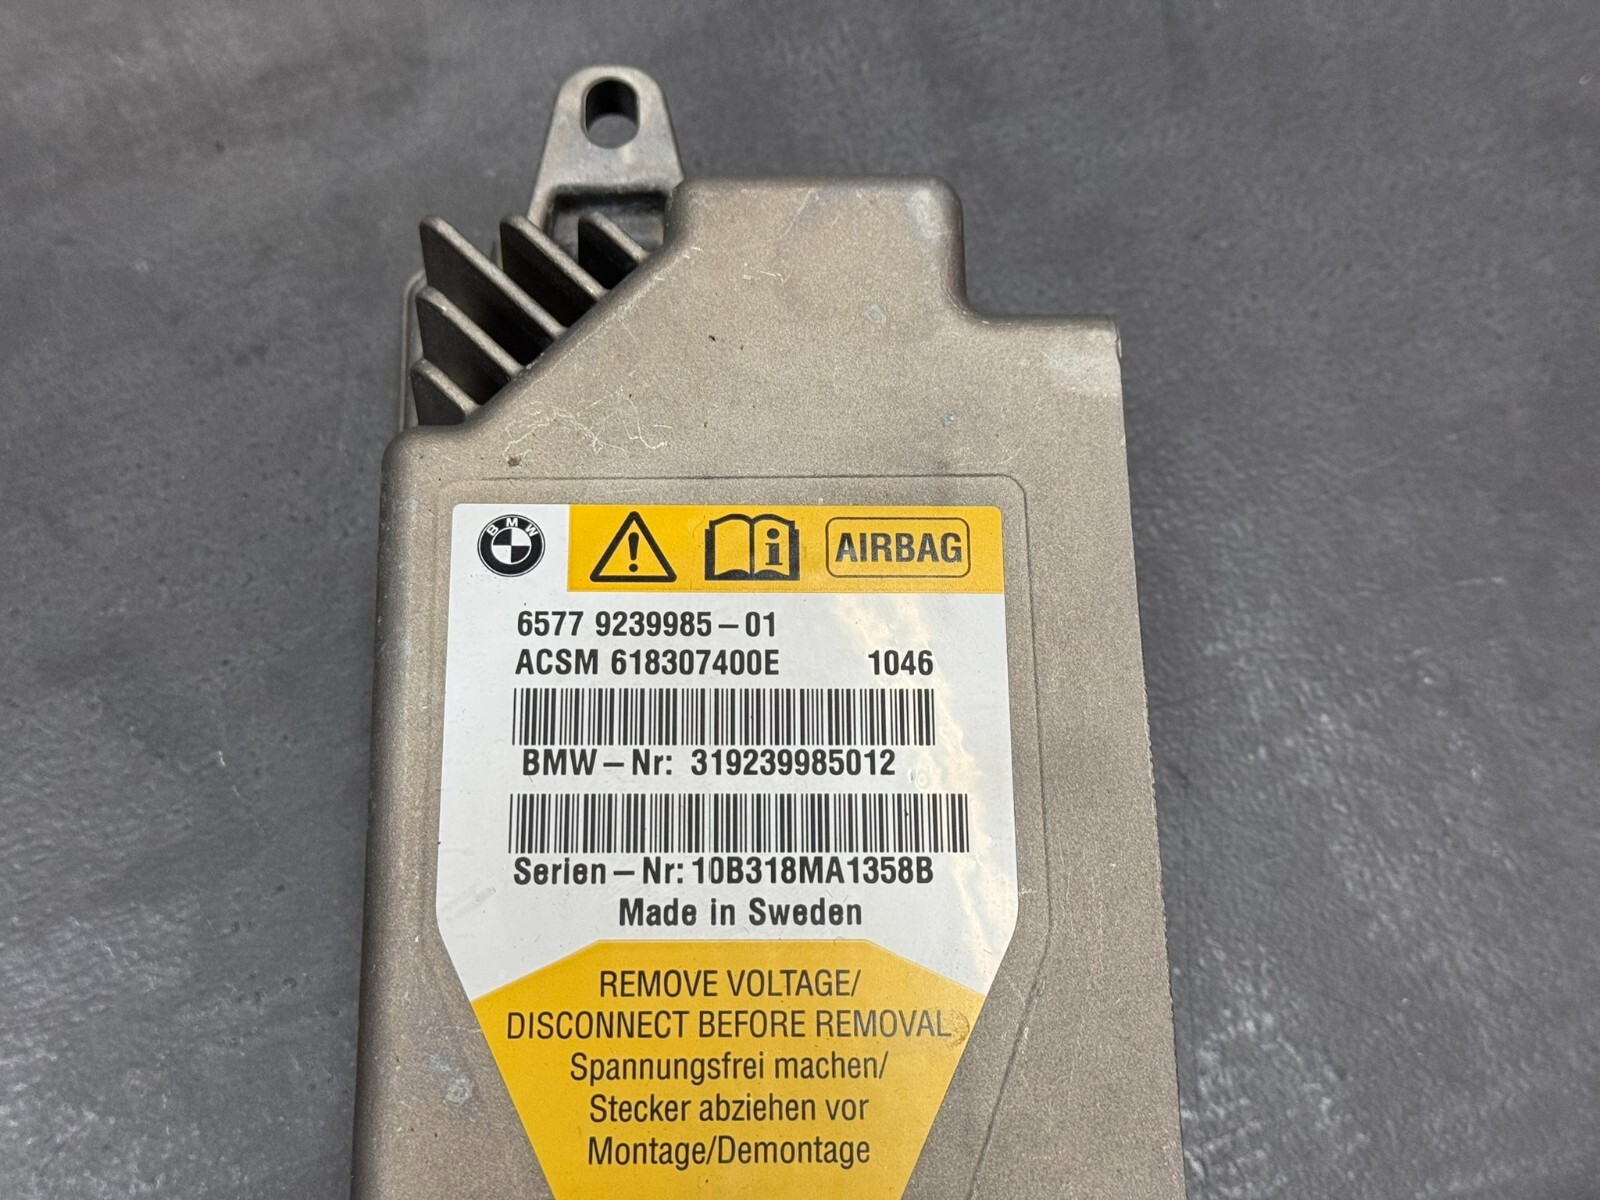 BMW
AIRBAG
6577 9239985-01
ACSM 618307400E 1046
BMW-Nr: 319239985012
Serien-Nr: 10B318MA1358B
Made in Sweden
REMOVE VOLTAGE/
DISCONNECT BEFORE REMOVAL
Spannungsfrei machen/
Stecker abziehen vor
Montage/Demontage